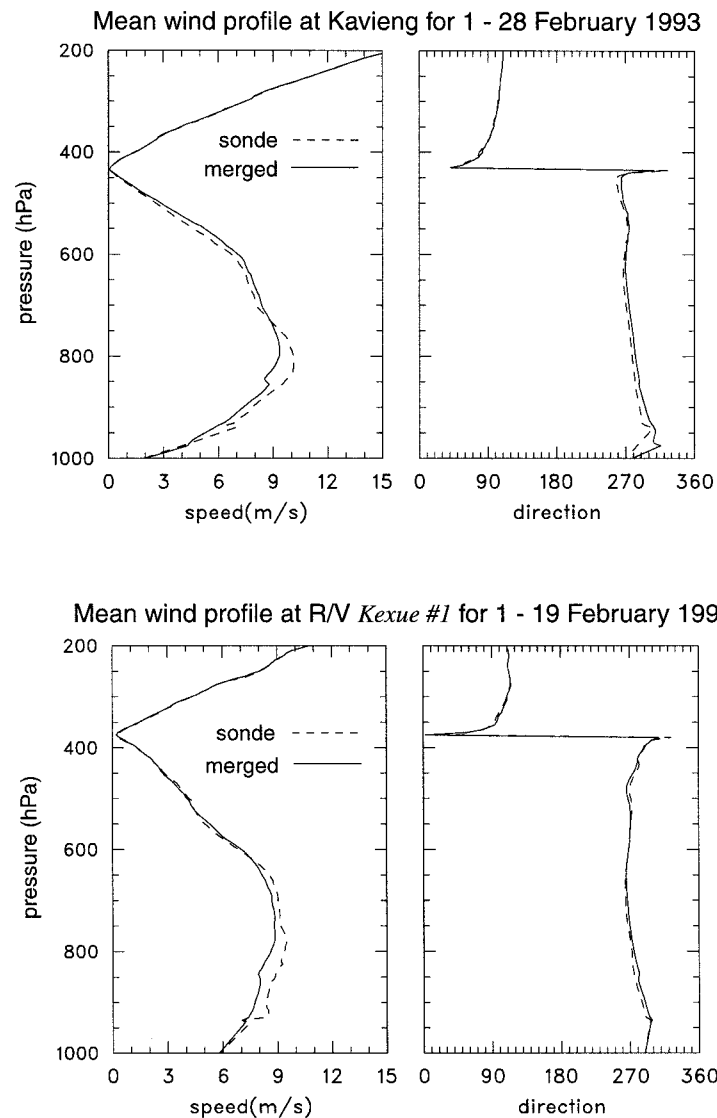 Mean wind profile at Kavieng for 1 - 28 February 1993
200
400
600
800
1000
pressure (hPa)
sonde
merged
0 3 6 9 12 15
speed(m/s)
0 90 180 270 360
direction
Mean wind profile at R/V Kexue #1 for 1 - 19 February 199
200
400
600
800
1000
pressure (hPa)
sonde
merged
0 3 6 9 12 15
speed(m/s)
0 90 180 270 360
direction